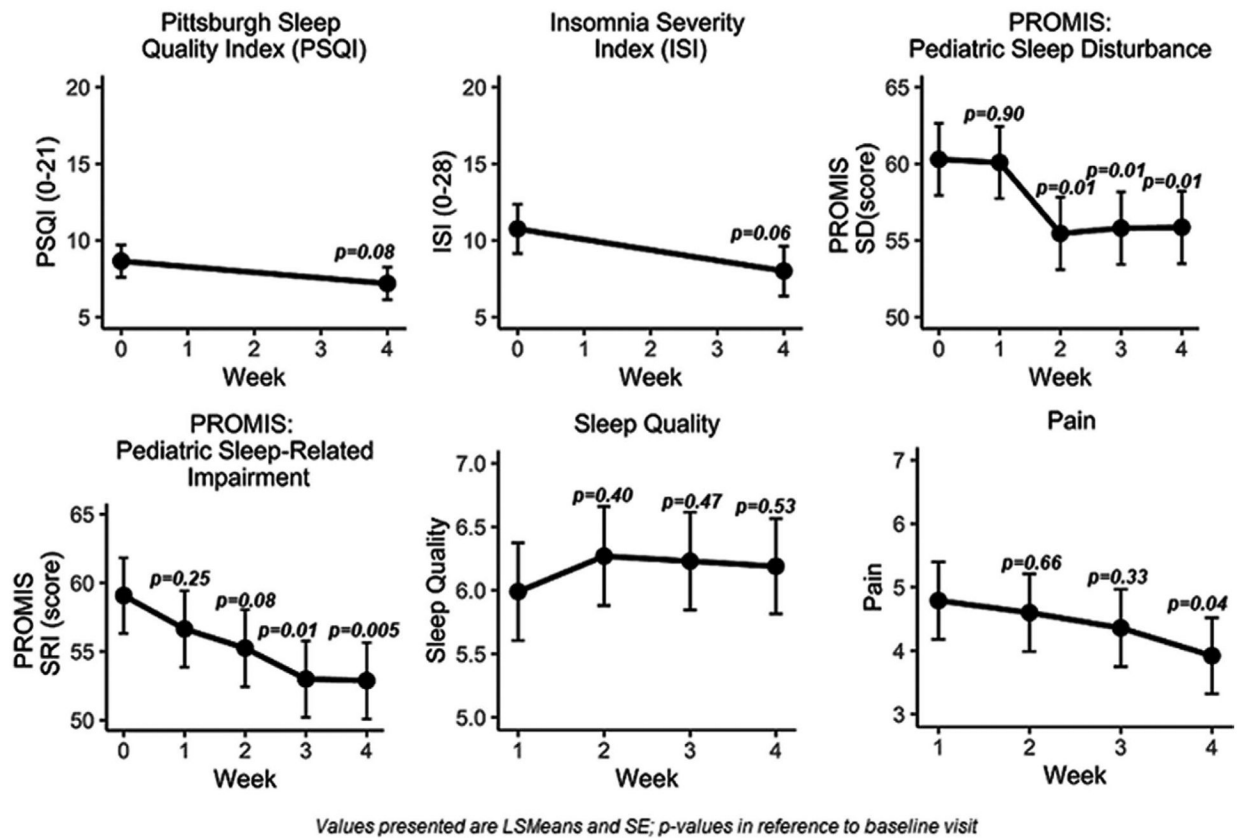 Pittsburgh Sleep
Quality Index (PSQI)
20
15
10
5
PSQI (0-21)
p=0.08
0 1 2 3 4
Week
Insomnia Severity
Index (ISI)
20
15
10
5
ISI (0-28)
p=0.06
0 1 2 3 4
Week
PROMIS:
Pediatric Sleep Disturbance
65
60
55
50
PROMIS
SD(score)
p=0.90
p=0.01
p=0.01
p=0.01
0 1 2 3 4
Week
PROMIS:
Pediatric Sleep-Related
Impairment
65
60
55
50
PROMIS
SRI (score)
p=0.25
p=0.08
p=0.01
p=0.005
0 1 2 3 4
Week
Sleep Quality
7.0
6.5
6.0
5.5
5.0
Sleep Quality
p=0.40
p=0.47
p=0.53
1 2 3 4
Week
Pain
6
5
4
3
Pain
p=0.66
p=0.33
p=0.04
1 2 3 4
Week
Values presented are LSMeans and SE; p-values in reference to baseline visit